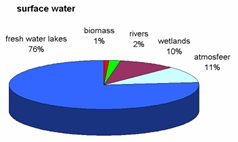 surface water
biomass
1%
rivers
2%
wetlands
10%
atmosfeer
11%
fresh water lakes
76%